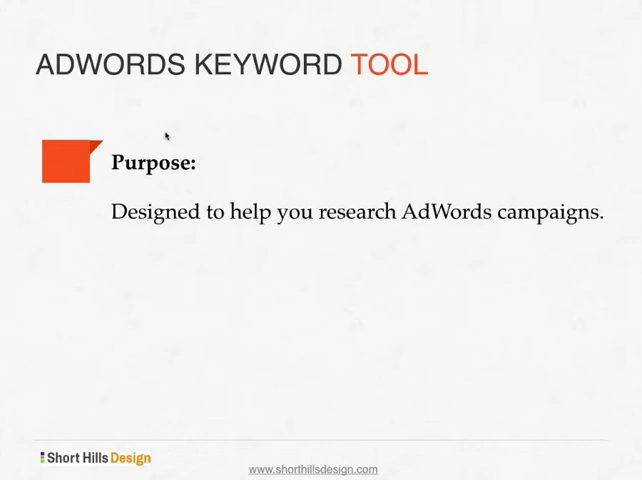 ADWORDS KEYWORD TOOL
Purpose:
Designed to help you research AdWords campaigns.
Short Hills Design
www.shorthillsdesign.com